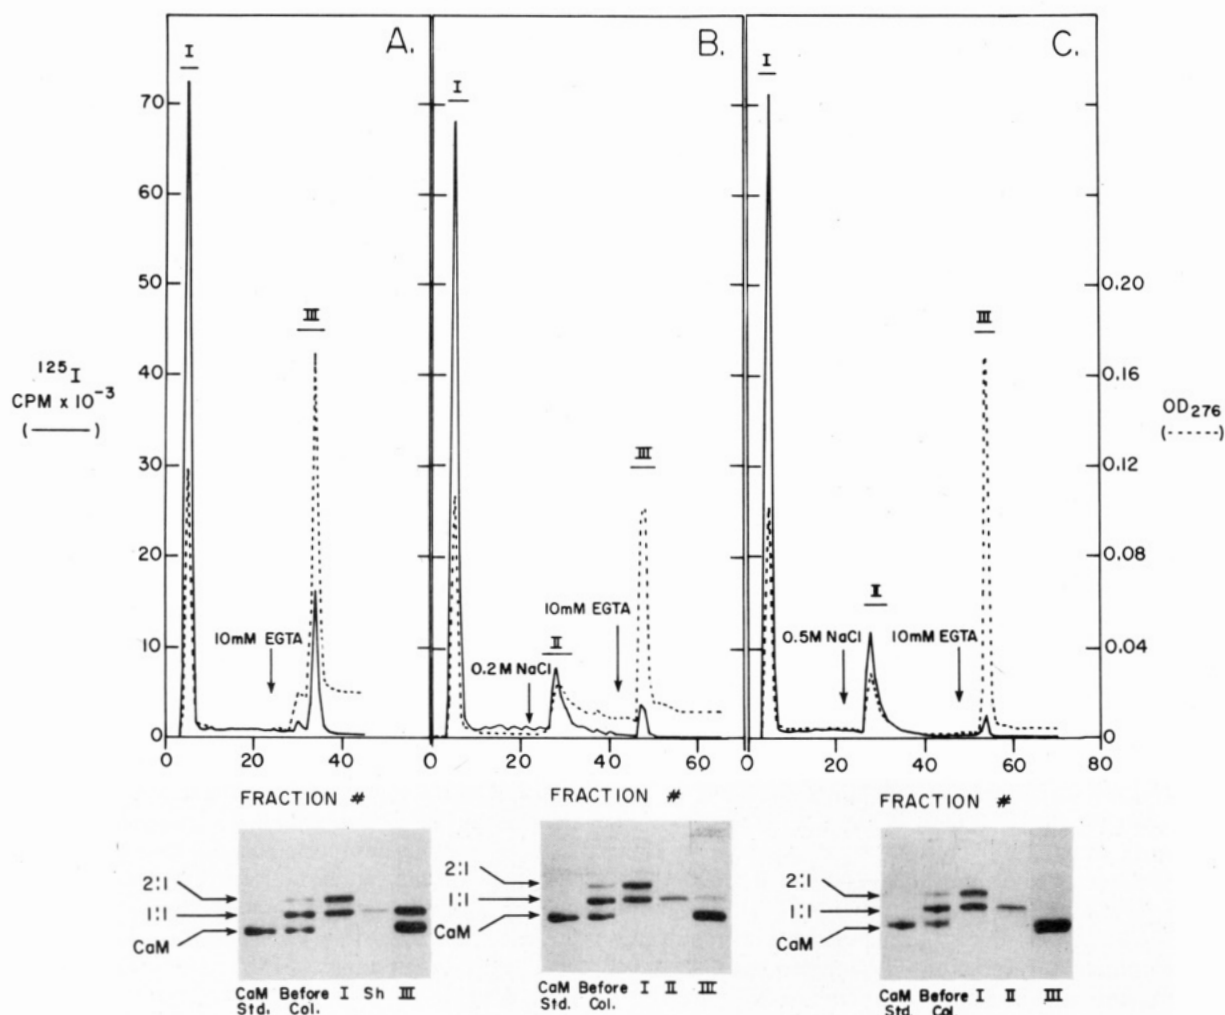 A.
B.
C.
I
III
I
II
III
I
II
III
70
60
50
40
30
20
10
0
125I
CPM x 10-3
(——)
0.20
0.16
0.12
0.08
0.04
0
OD276
(-----)
10mM EGTA
0.2M NaCl
10mM EGTA
0.5M NaCl
10mM EGTA
0 20 40 60
0 20 40 60
0 20 40 60 80
FRACTION #
FRACTION #
FRACTION #
2:1
1:1
CaM
2:1
1:1
CaM
2:1
1:1
CaM
CaM Std. Before Col. I Sh III
CaM Std. Before Col. I II III
CaM Std. Before Col. I II III